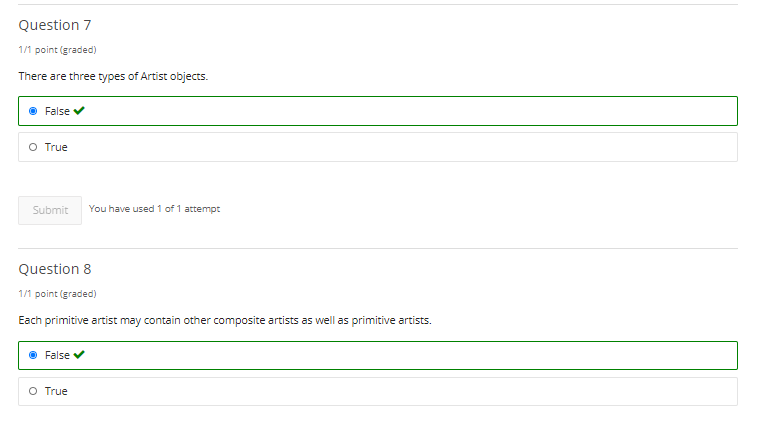 Question 7
1/1 point (graded)
There are three types of Artist objects.
False
True
Submit You have used 1 of 1 attempt
Question 8
1/1 point (graded)
Each primitive artist may contain other composite artists as well as primitive artists.
False
True